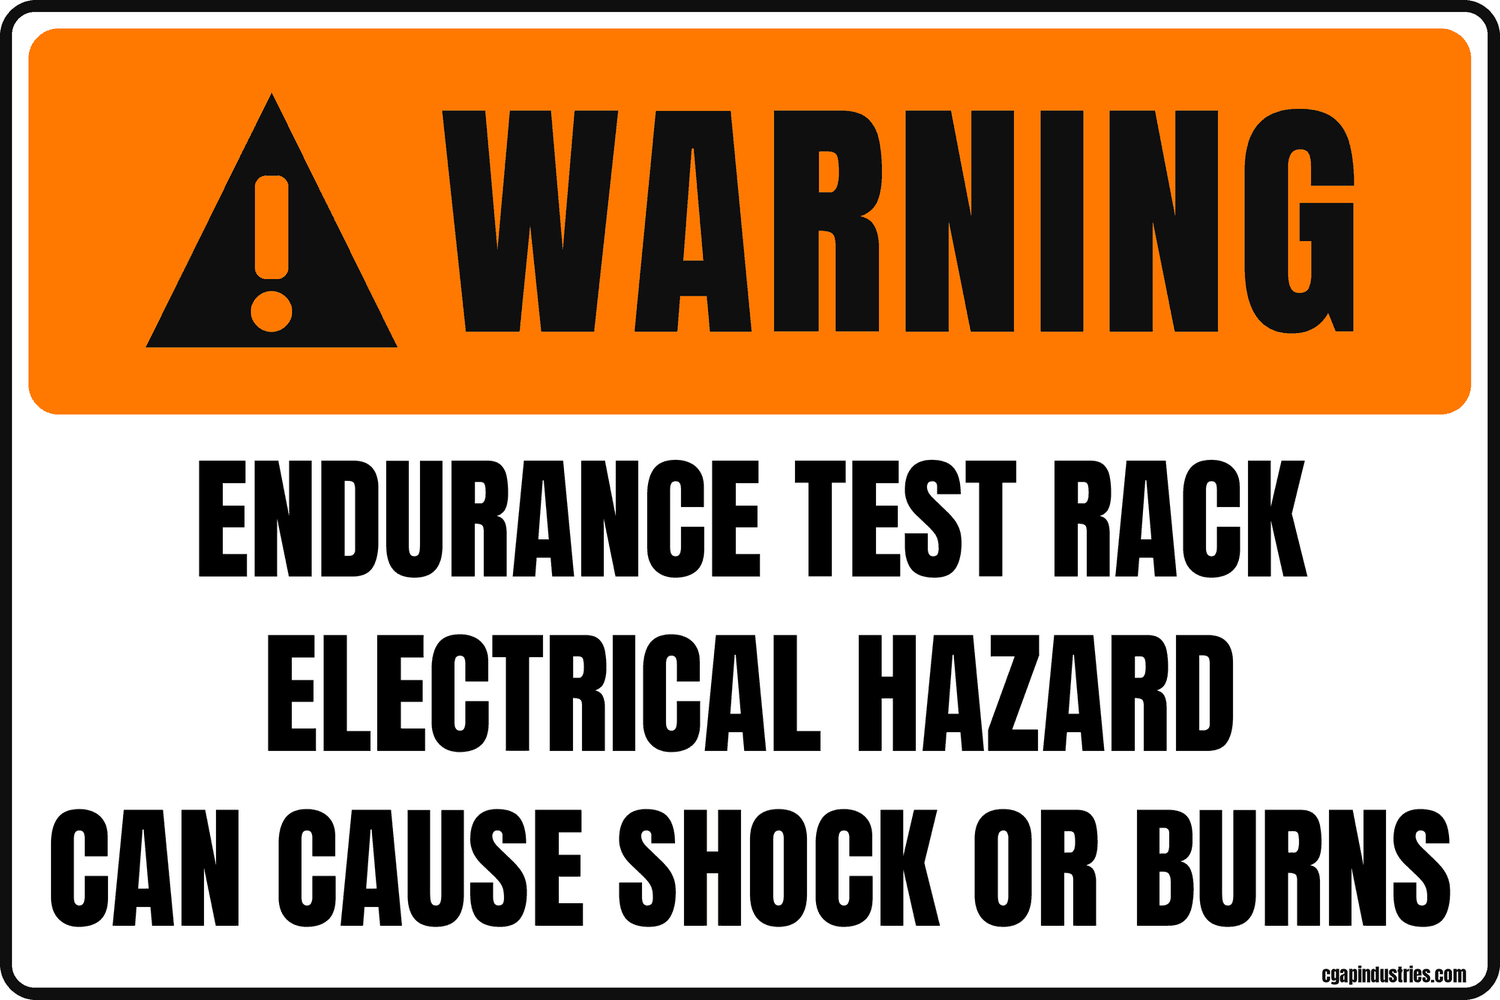 WARNING
ENDURANCE TEST RACK
ELECTRICAL HAZARD
CAN CAUSE SHOCK OR BURNS
cgapindustries.com